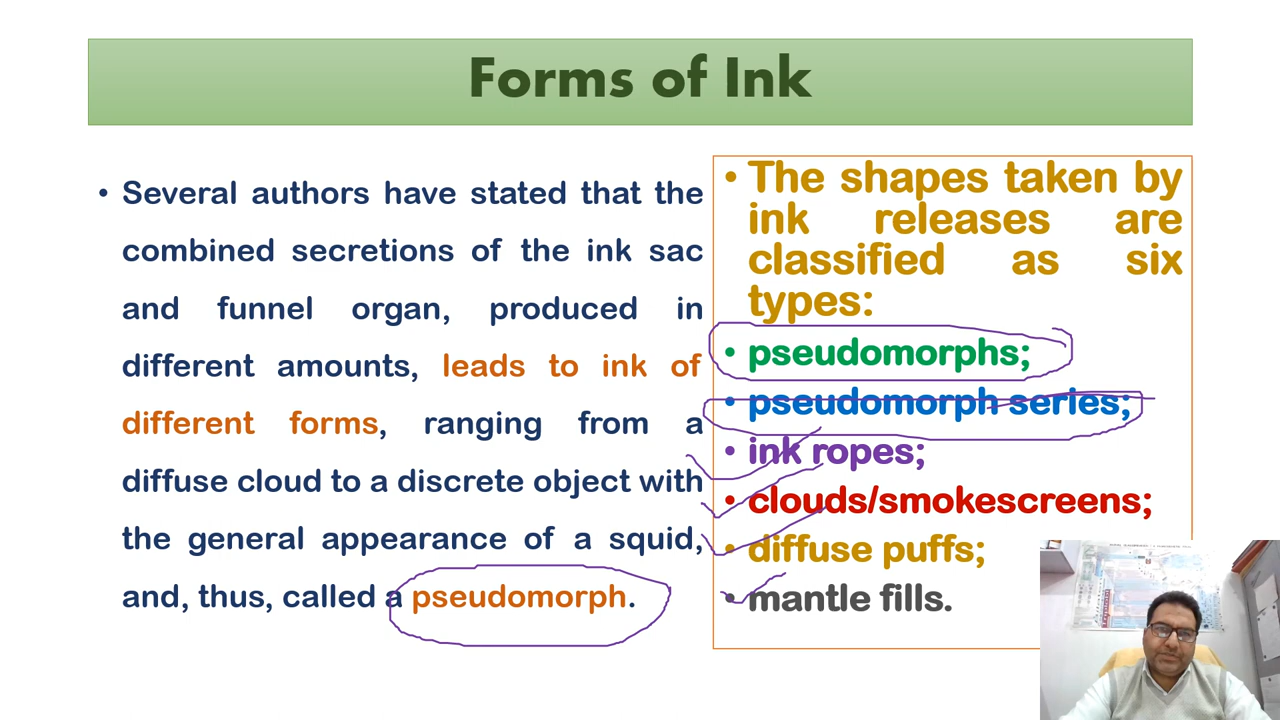 Forms of Ink
• Several authors have stated that the
combined secretions of the ink sac
and funnel organ, produced in
different amounts, leads to ink of
different forms, ranging from a
diffuse cloud to a discrete object with
the general appearance of a squid,
and, thus, called a pseudomorph.
• The shapes taken by
ink releases are
classified as six
types:
• pseudomorphs;
• pseudomorph series;
• ink ropes;
• clouds/smokescreens;
• diffuse puffs;
• mantle fills.